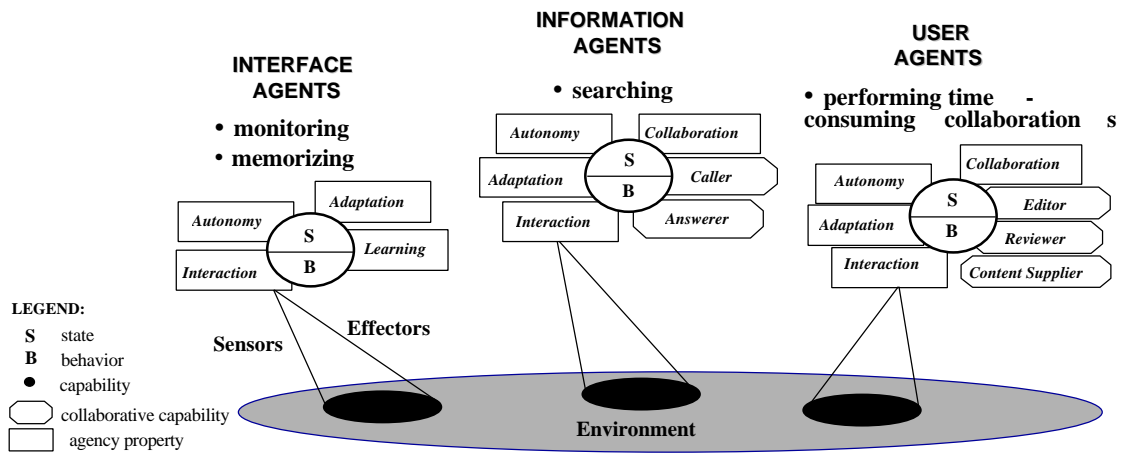 INTERFACE
AGENTS
• monitoring
• memorizing
Autonomy
Adaptation
S
B
Learning
Interaction
Sensors
Effectors
INFORMATION
AGENTS
• searching
Autonomy
Collaboration
S
B
Adaptation
Caller
Interaction
Answerer
USER
AGENTS
• performing time -
consuming collaboration s
Collaboration
Autonomy
S
B
Editor
Adaptation
Reviewer
Interaction
Content Supplier
LEGEND:
S state
B behavior
capability
collaborative capability
agency property
Environment